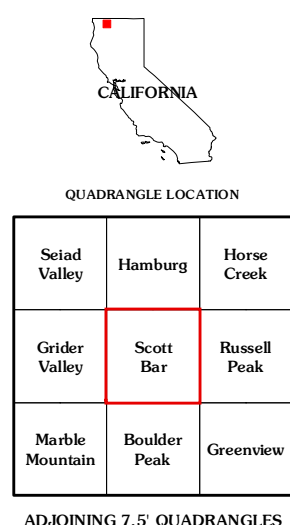 CALIFORNIA
QUADRANGLE LOCATION
Seiad
Valley
Hamburg
Horse
Creek
Grider
Valley
Scott
Bar
Russell
Peak
Marble
Mountain
Boulder
Peak
Greenview
ADJOINING 7.5' QUADRANGLES